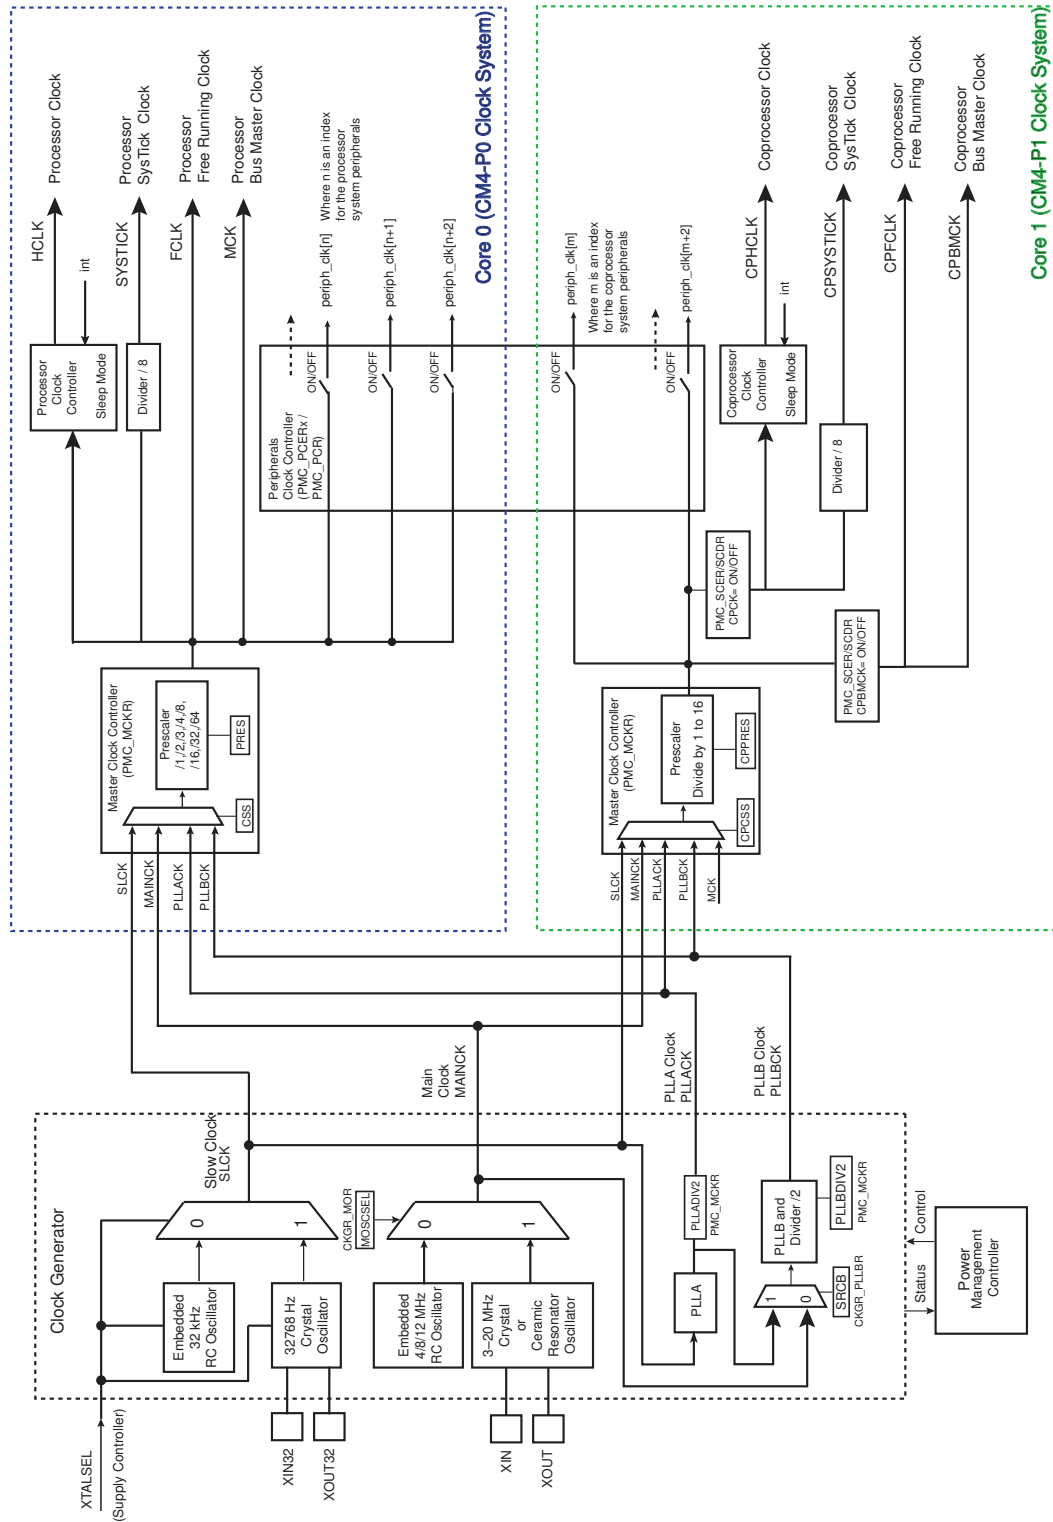 Clock Generator
XTALSEL
(Supply Controller)
Embedded
32 kHz
RC Oscillator
32768 Hz
Crystal
Oscillator
XIN32
XOUT32
0
1
Slow Clock
SLCK
CKGR_MOR
MOSCSEL
Embedded
4/8/12 MHz
RC Oscillator
3–20 MHz
Crystal
or
Ceramic
Resonator
Oscillator
XIN
XOUT
0
1
Main
Clock
MAINCK
PLLA
PLLADIV2
PMC_MCKR
PLLA Clock
PLLACK
1
0
SRCB
CKGR_PLLBR
PLLB and
Divider /2
PLLBDIV2
PMC_MCKR
PLLB Clock
PLLBCK
Status
Control
Power
Management
Controller
SLCK
MAINCK
PLLACK
PLLBCK
Master Clock Controller
(PMC_MCKR)
Prescaler
/1,/2,/3,/4,/8,
/16,/32,/64
CSS
PRES
Processor
Clock
Controller
Sleep Mode
int
HCLK
Processor Clock
Divider / 8
SYSTICK
Processor
SysTick Clock
FCLK
Processor
Free Running Clock
MCK
Processor
Bus Master Clock
Peripherals
Clock Controller
(PMC_PCERx /
PMC_PCR)
ON/OFF
periph_clk[n]
Where n is an index
for the processor
system peripherals
ON/OFF
periph_clk[n+1]
ON/OFF
periph_clk[n+2]
Core 0 (CM4-P0 Clock System)
SLCK
MAINCK
PLLACK
PLLBCK
MCK
Master Clock Controller
(PMC_MCKR)
Prescaler
Divide by 1 to 16
CPCSS
CPPRES
ON/OFF
periph_clk[m]
Where m is an index
for the coprocessor
system peripherals
ON/OFF
periph_clk[m+2]
PMC_SCER/SCDR
CPCK= ON/OFF
Coprocessor
Clock
Controller
Sleep Mode
int
CPHCLK
Coprocessor Clock
Divider / 8
CPSYSTICK
Coprocessor
SysTick Clock
PMC_SCER/SCDR
CPBMCK= ON/OFF
CPFCLK
Coprocessor
Free Running Clock
CPBMCK
Coprocessor
Bus Master Clock
Core 1 (CM4-P1 Clock System)